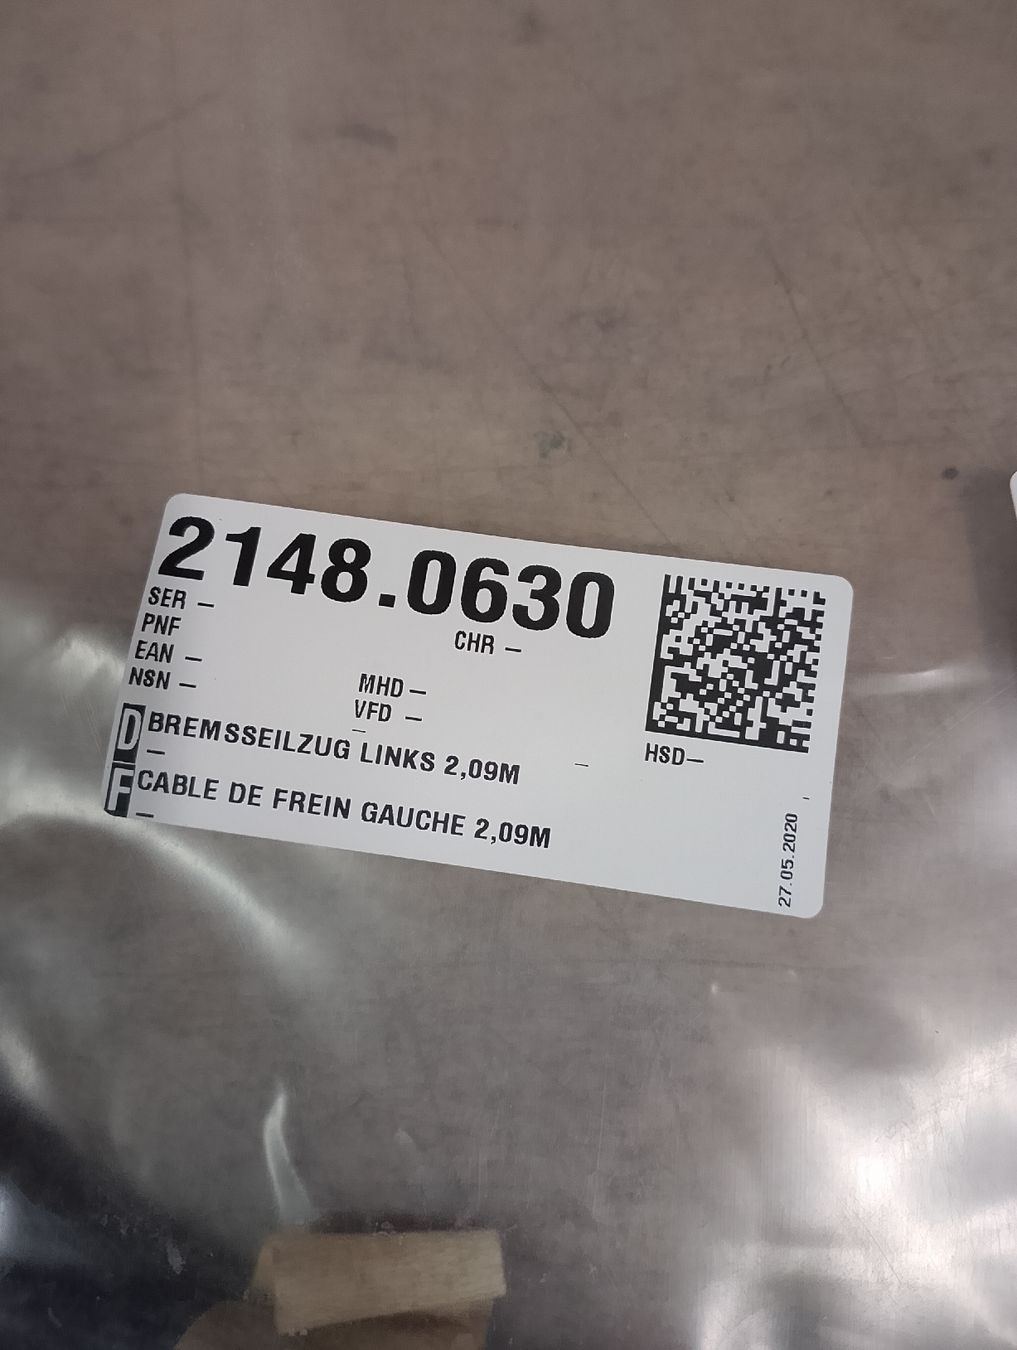 2148.0630
SER –
PNF
CHR –
EAN –
NSN –
MHD –
VFD –
–
D BREMSSEILZUG LINKS 2,09M –
–
F CABLE DE FREIN GAUCHE 2,09M
–
HSD–
27.05.2020 –